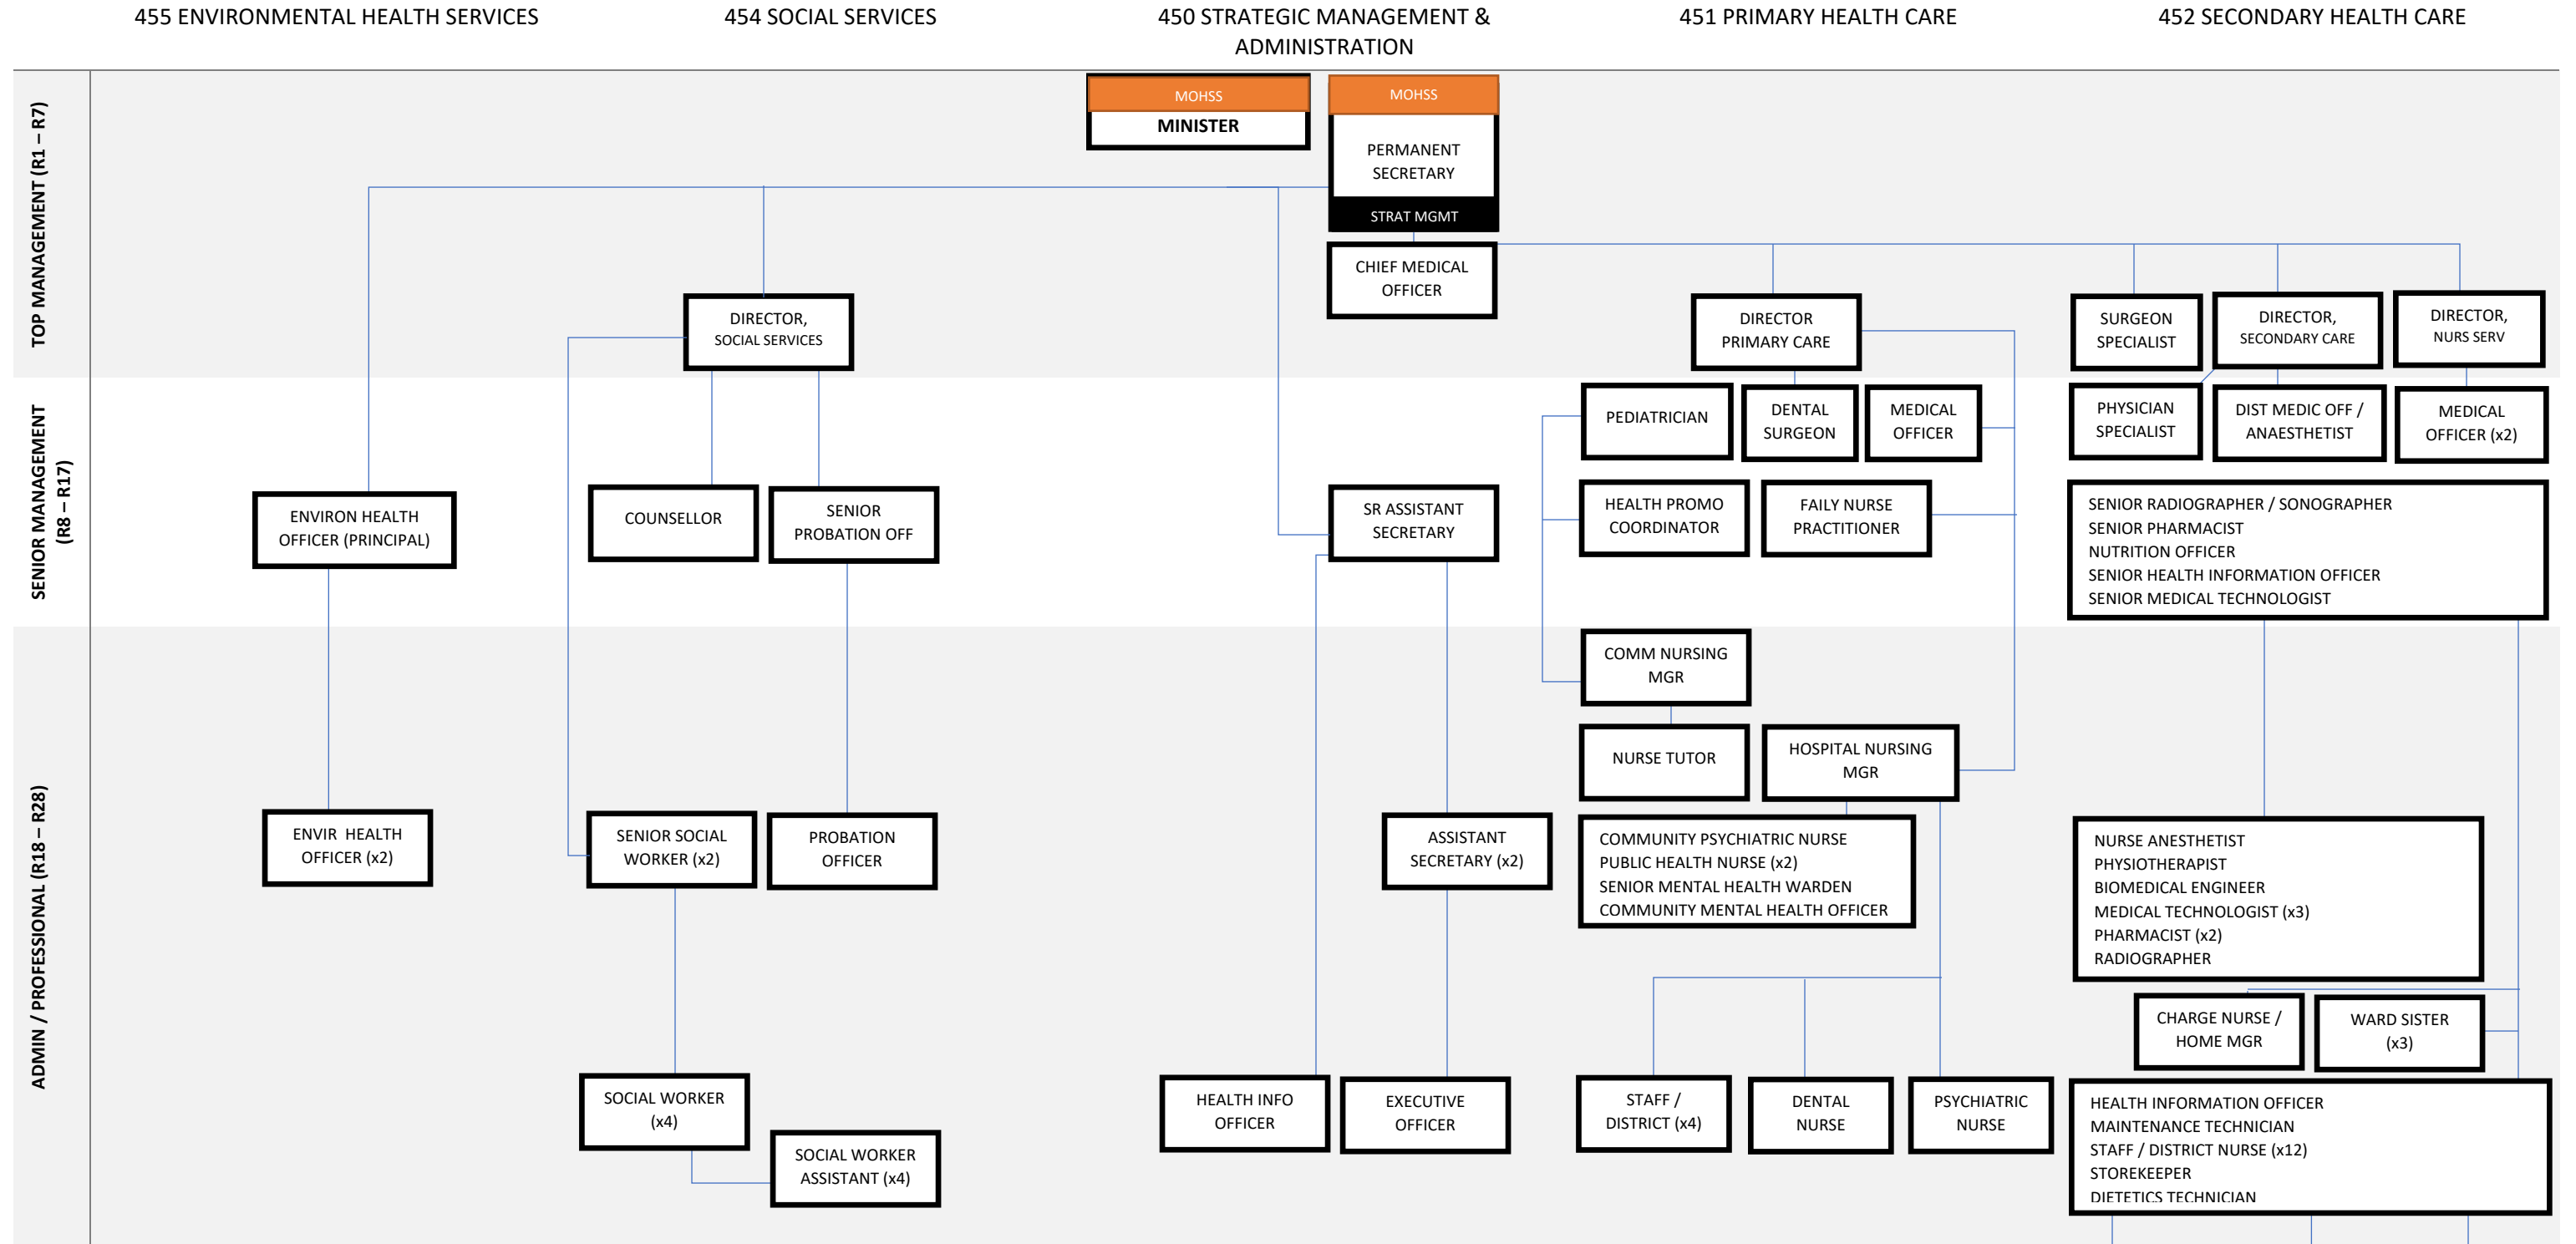 455 ENVIRONMENTAL HEALTH SERVICES
454 SOCIAL SERVICES
450 STRATEGIC MANAGEMENT &
ADMINISTRATION
451 PRIMARY HEALTH CARE
452 SECONDARY HEALTH CARE
TOP MANAGEMENT (R1 – R7)
MOHSS
MINISTER
MOHSS
PERMANENT
SECRETARY
STRAT MGMT
CHIEF MEDICAL
OFFICER
DIRECTOR,
SOCIAL SERVICES
DIRECTOR
PRIMARY CARE
SURGEON
SPECIALIST
DIRECTOR,
SECONDARY CARE
DIRECTOR,
NURS SERV
SENIOR MANAGEMENT
(R8 – R17)
PEDIATRICIAN
DENTAL
SURGEON
MEDICAL
OFFICER
PHYSICIAN
SPECIALIST
DIST MEDIC OFF /
ANAESTHETIST
MEDICAL
OFFICER (x2)
ENVIRON HEALTH
OFFICER (PRINCIPAL)
COUNSELLOR
SENIOR
PROBATION OFF
SR ASSISTANT
SECRETARY
HEALTH PROMO
COORDINATOR
FAILY NURSE
PRACTITIONER
SENIOR RADIOGRAPHER / SONOGRAPHER
SENIOR PHARMACIST
NUTRITION OFFICER
SENIOR HEALTH INFORMATION OFFICER
SENIOR MEDICAL TECHNOLOGIST
ADMIN / PROFESSIONAL (R18 – R28)
COMM NURSING
MGR
NURSE TUTOR
HOSPITAL NURSING
MGR
ENVIR  HEALTH
OFFICER (x2)
SENIOR SOCIAL
WORKER (x2)
PROBATION
OFFICER
ASSISTANT
SECRETARY (x2)
COMMUNITY PSYCHIATRIC NURSE
PUBLIC HEALTH NURSE (x2)
SENIOR MENTAL HEALTH WARDEN
COMMUNITY MENTAL HEALTH OFFICER
NURSE ANESTHETIST
PHYSIOTHERAPIST
BIOMEDICAL ENGINEER
MEDICAL TECHNOLOGIST (x3)
PHARMACIST (x2)
RADIOGRAPHER
CHARGE NURSE /
HOME MGR
WARD SISTER
(x3)
SOCIAL WORKER
(x4)
SOCIAL WORKER
ASSISTANT (x4)
HEALTH INFO
OFFICER
EXECUTIVE
OFFICER
STAFF /
DISTRICT (x4)
DENTAL
NURSE
PSYCHIATRIC
NURSE
HEALTH INFORMATION OFFICER
MAINTENANCE TECHNICIAN
STAFF / DISTRICT NURSE (x12)
STOREKEEPER
DIETETICS TECHNICIAN